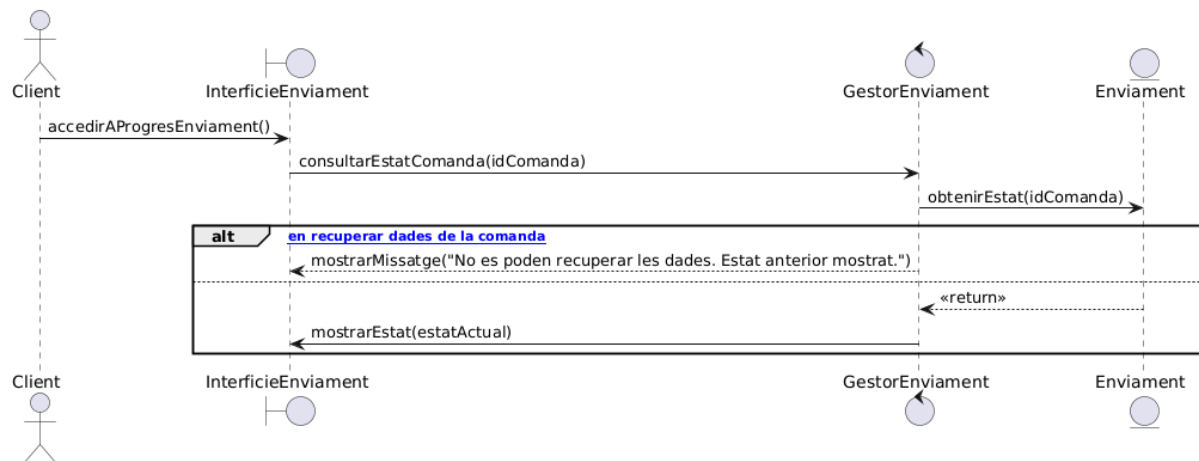 Client
InterficieEnviament
GestorEnviament
Enviament
accedirAProgresEnviament()
consultarEstatComanda(idComanda)
obtenirEstat(idComanda)
alt
en recuperar dades de la comanda
mostrarMissatge("No es poden recuperar les dades. Estat anterior mostrat.")
«return»
mostrarEstat(estatActual)
Client
InterficieEnviament
GestorEnviament
Enviament